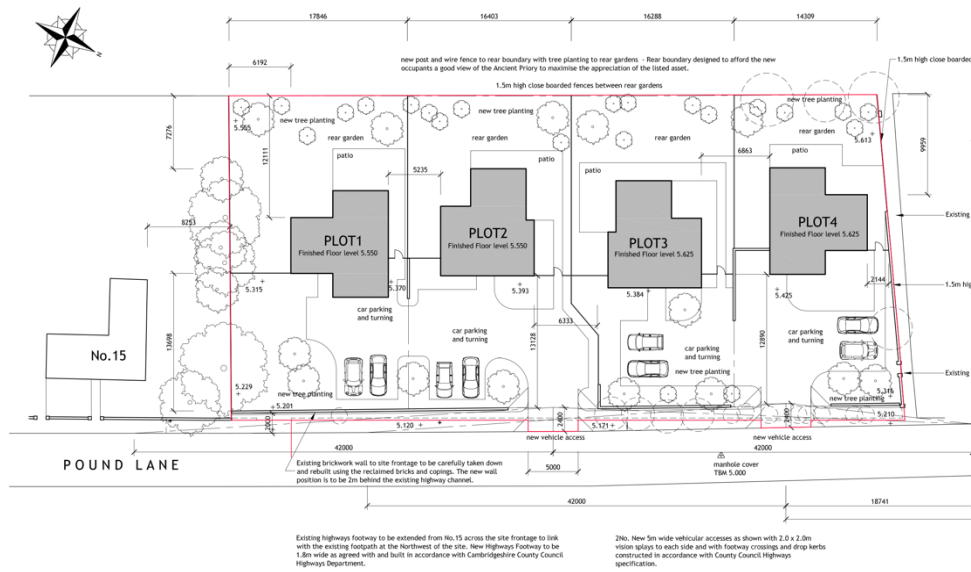 17846
16403
16288
14309
N
6192
new post and wire fence to rear boundary with tree planting to rear gardens - Rear boundary designed to afford the new
occupants a good view of the Ancient Priory to maximise the appreciation of the listed asset.
1.5m high close boarded
1.5m high close boarded fences between rear gardens
new tree planting
new tree planting
new tree planting
new tree planting
5.555
rear garden
rear garden
rear garden
rear garden
5.613
7276
12111
patio
patio
patio
patio
5235
6863
9959
8253
PLOT1
Finished Floor level 5.550
PLOT2
Finished Floor level 5.550
PLOT3
Finished Floor level 5.625
PLOT4
Finished Floor level 5.625
Existing
5.315
5.370
5.393
5.384
5.425
2144
1.5m hig
car parking
and turning
car parking
and turning
car parking
and turning
car parking
and turning
6333
13698
13128
12890
No.15
Existing
new tree planting
new tree planting
new tree planting
5.229
5.201
5.316
5.210
2000
2400
2400
5.120
5.171
new vehicle access
new vehicle access
42000
42000
POUND LANE
Existing brickwork wall to site frontage to be carefully taken down
and rebuilt using the reclaimed bricks and copings. The new wall
position is to be 2m behind the existing highway channel.
5000
manhole cover
TBM 5.000
42000
18741
Existing highways footway to be extended from No.15 across the site frontage to link
with the existing footpath at the Northwest of the site. New Highways Footway to be
1.8m wide as agreed with and built in accordance with Cambridgeshire County Council
Highways Department.
2No. New 5m wide vehicular accesses as shown with 2.0 x 2.0m
vision splays to each side and with footway crossings and drop kerbs
constructed in accordance with County Council Highways
specification.